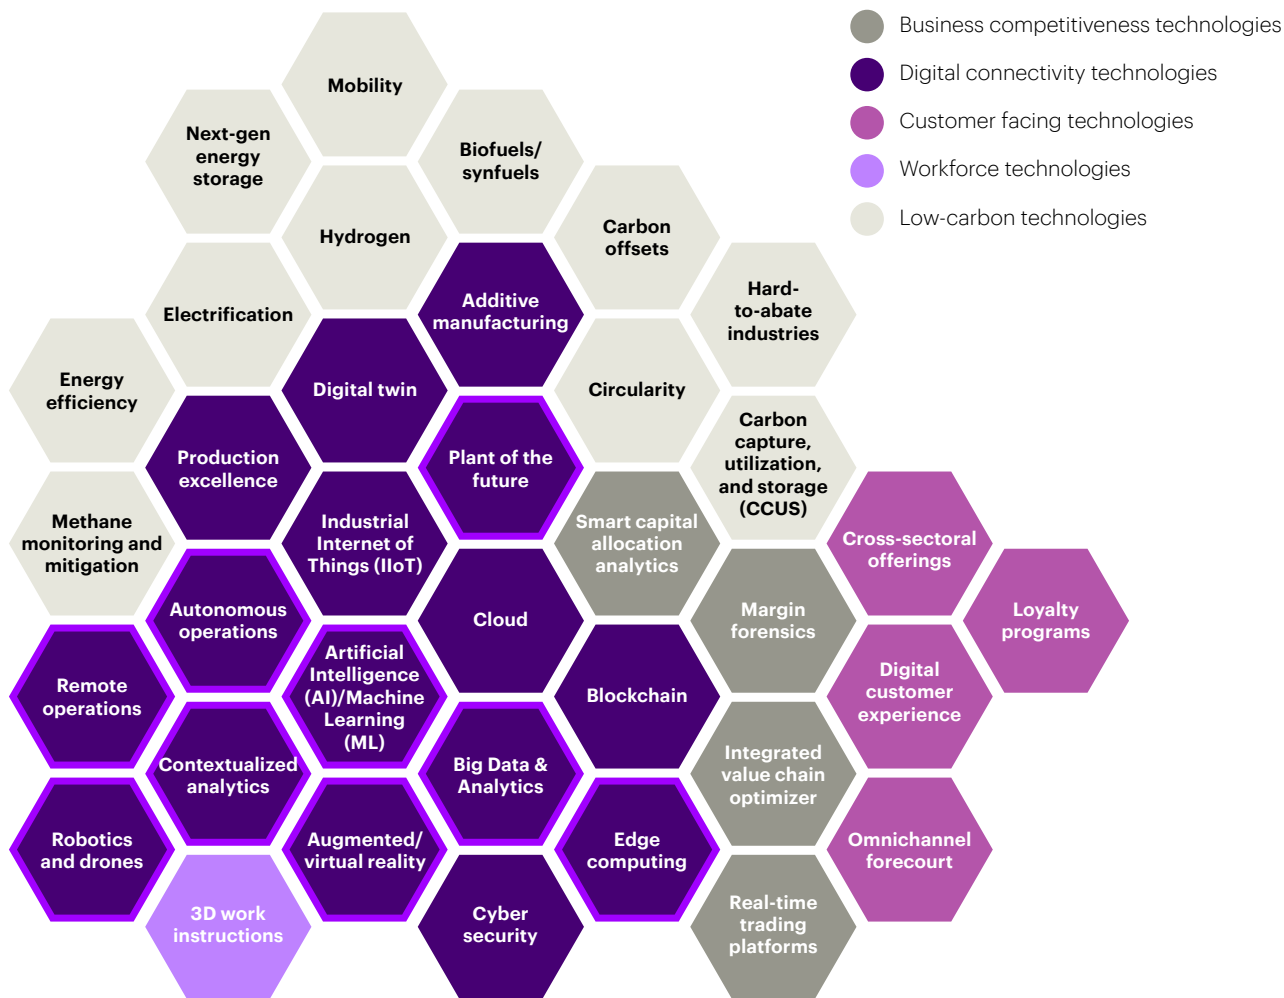 Business competitiveness technologies
Digital connectivity technologies
Customer facing technologies
Workforce technologies
Low-carbon technologies
Mobility
Next-gen
energy
storage
Biofuels/
synfuels
Hydrogen
Carbon
offsets
Electrification
Additive
manufacturing
Hard-
to-abate
industries
Energy
efficiency
Digital twin
Circularity
Production
excellence
Plant of the
future
Carbon
capture,
utilization,
and storage
(CCUS)
Methane
monitoring and
mitigation
Industrial
Internet of
Things (IIoT)
Smart capital
allocation
analytics
Cross-sectoral
offerings
Autonomous
operations
Cloud
Margin
forensics
Loyalty
programs
Remote
operations
Artificial
Intelligence
(AI)/Machine
Learning
(ML)
Blockchain
Digital
customer
experience
Contextualized
analytics
Big Data &
Analytics
Integrated
value chain
optimizer
Robotics
and drones
Augmented/
virtual reality
Edge
computing
Omnichannel
forecourt
3D work
instructions
Cyber
security
Real-time
trading
platforms